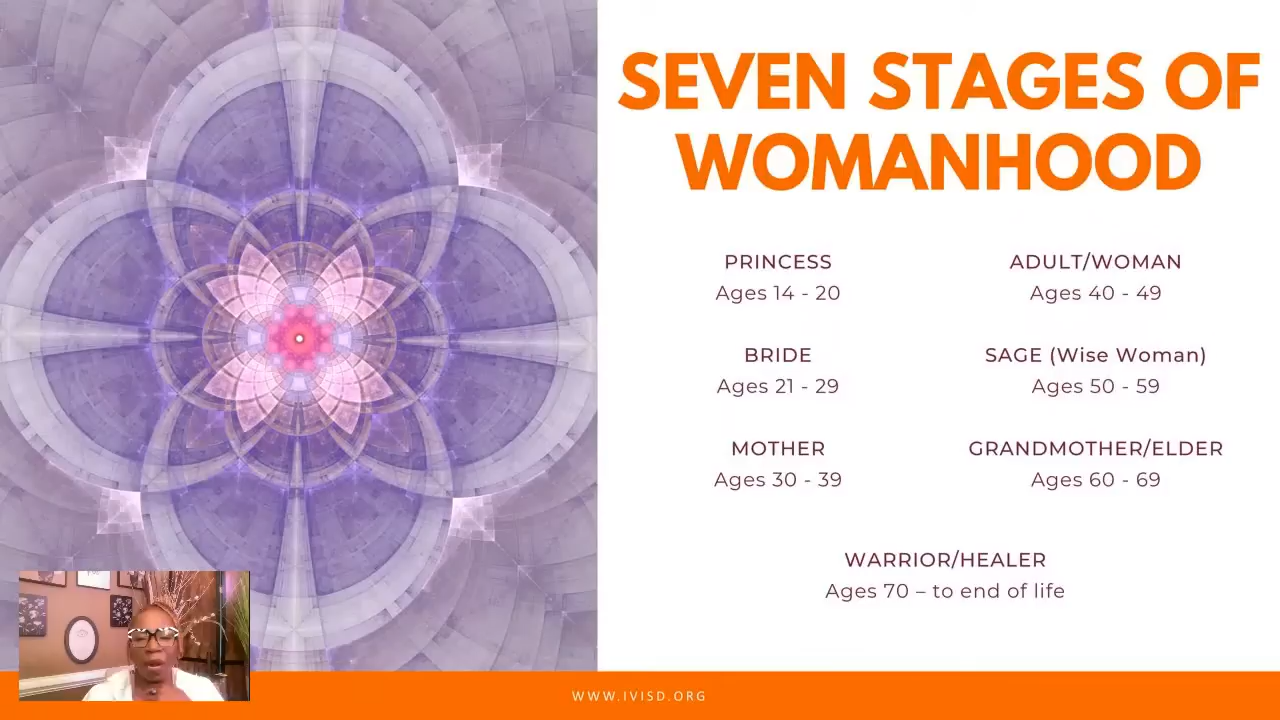 SEVEN STAGES OF
WOMANHOOD
PRINCESS
Ages 14 - 20
BRIDE
Ages 21 - 29
MOTHER
Ages 30 - 39
ADULT/WOMAN
Ages 40 - 49
SAGE (Wise Woman)
Ages 50 - 59
GRANDMOTHER/ELDER
Ages 60 - 69
WARRIOR/HEALER
Ages 70 – to end of life
WWW.IVISD.ORG